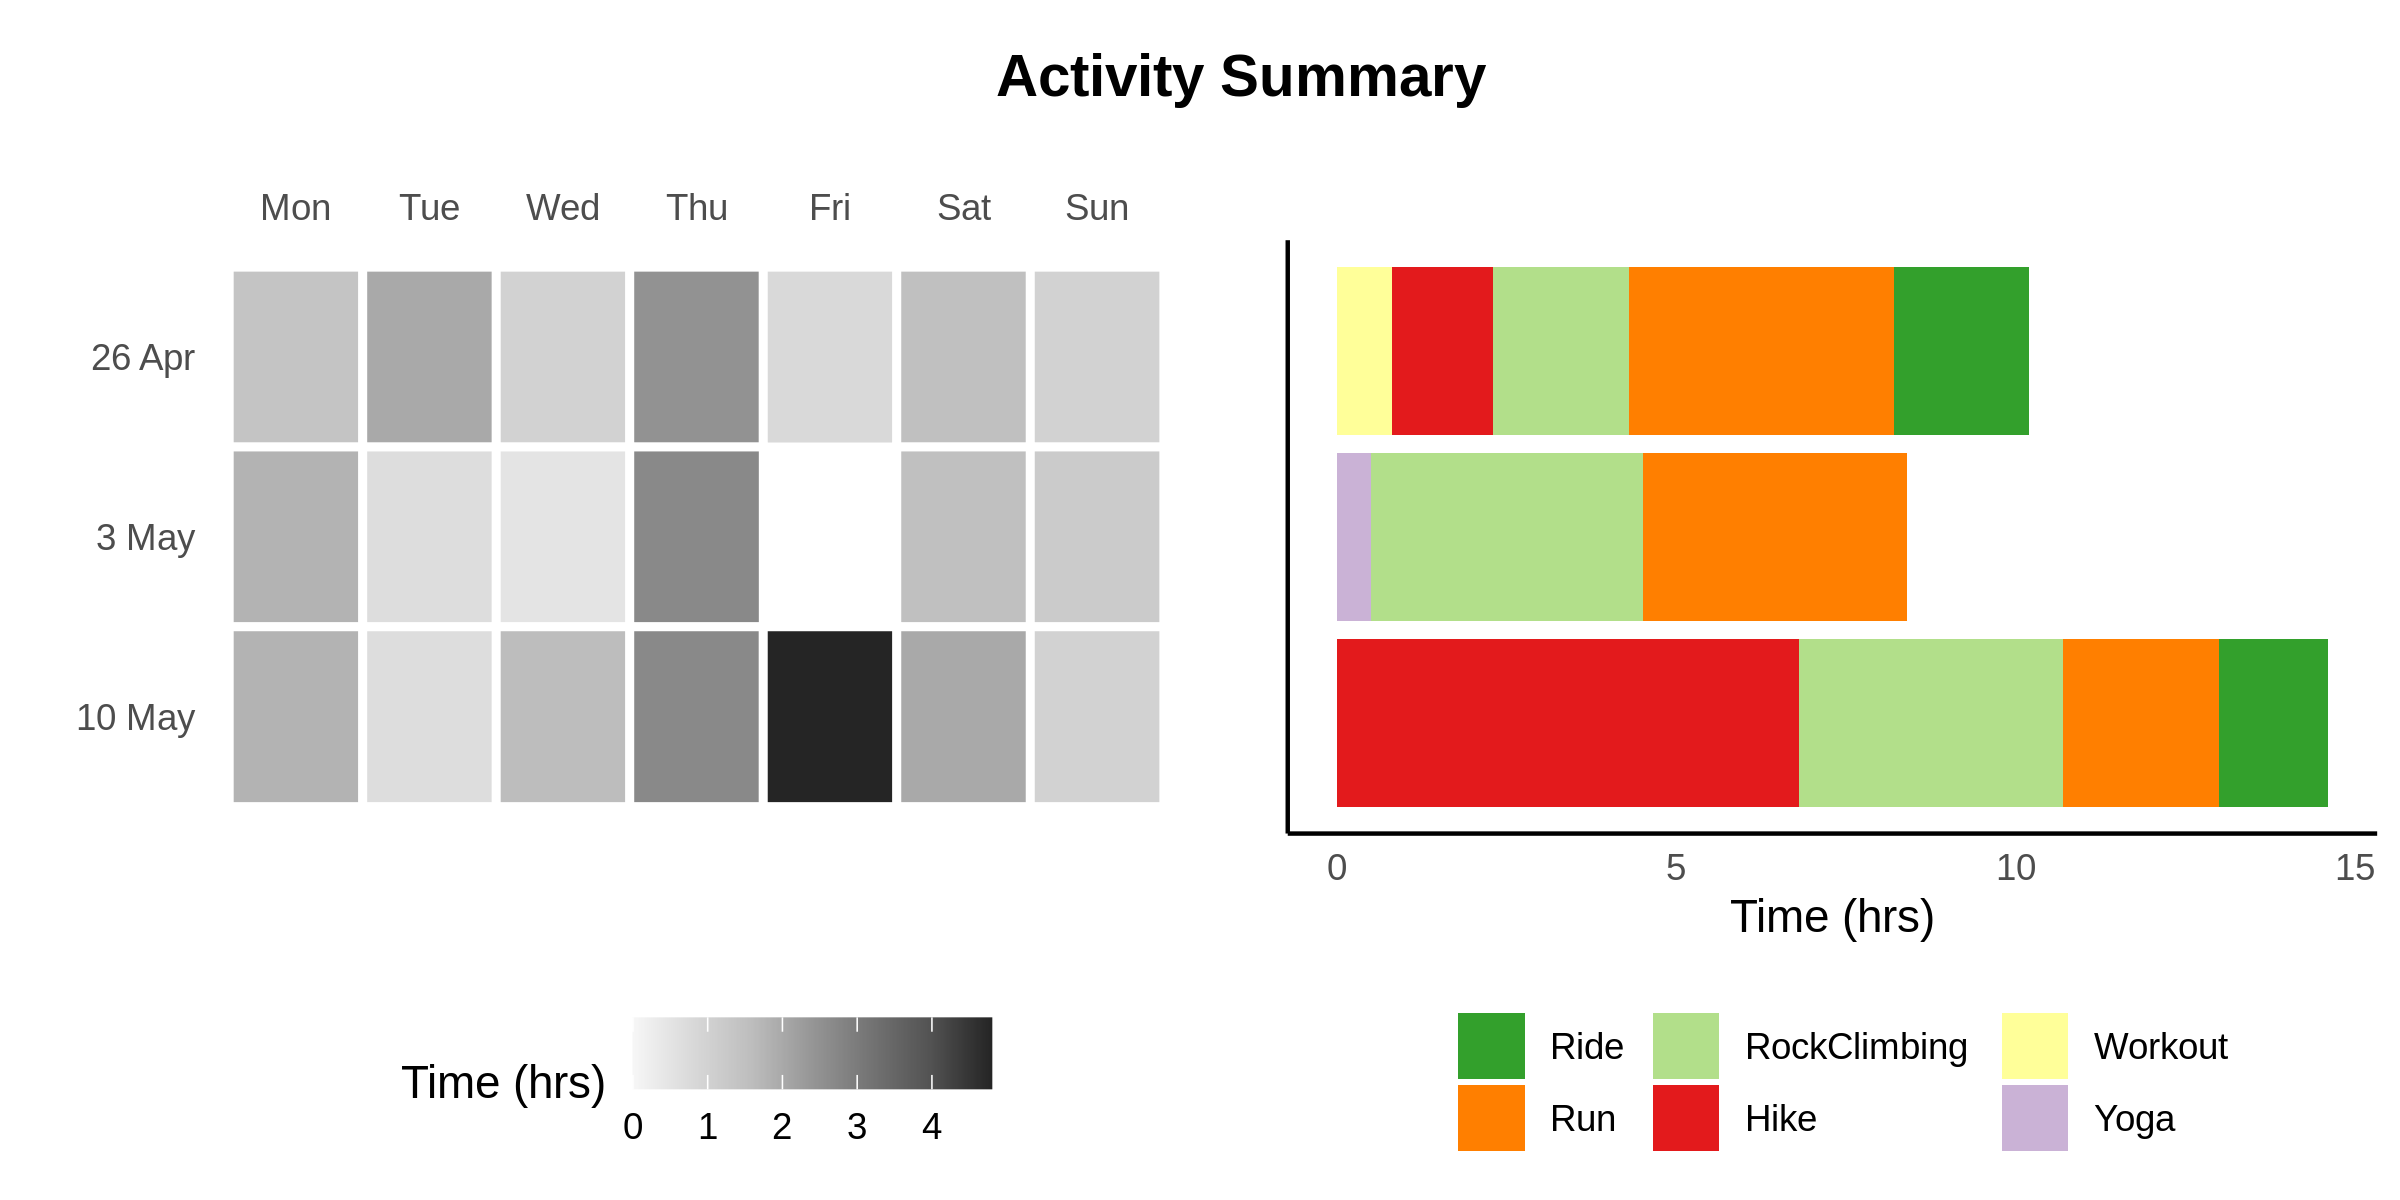 Activity Summary
Mon Tue Wed Thu Fri Sat Sun
26 Apr
3 May
10 May
0 5 10 15
Time (hrs)
Time (hrs)
0 1 2 3 4
Ride RockClimbing Workout
Run Hike Yoga